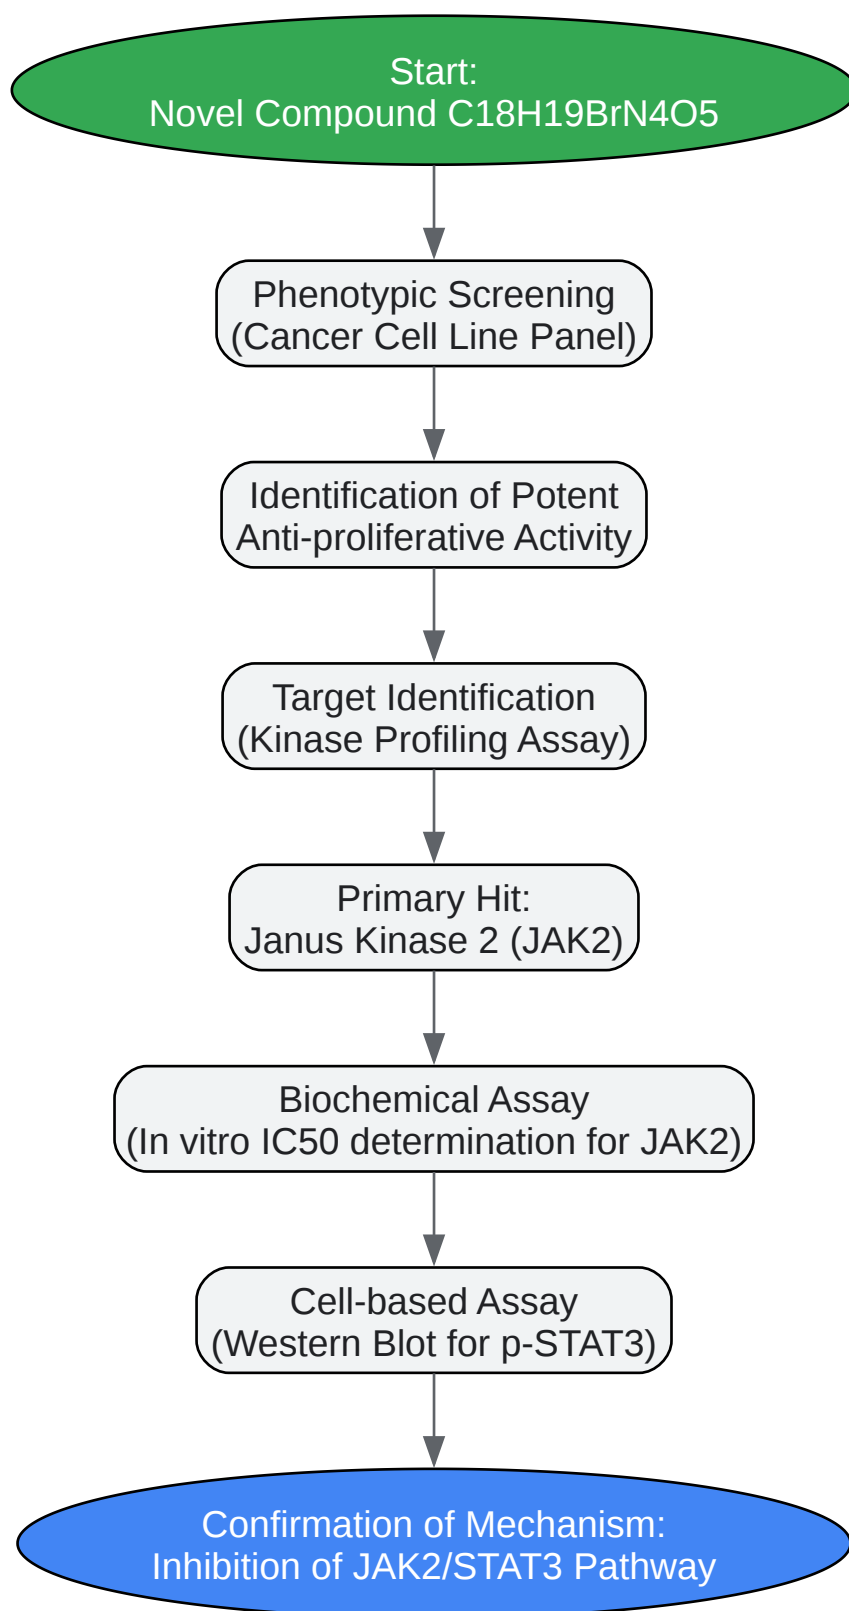 Start:
Novel Compound C18H19BrN4O5
Phenotypic Screening
(Cancer Cell Line Panel)
Identification of Potent
Anti-proliferative Activity
Target Identification
(Kinase Profiling Assay)
Primary Hit:
Janus Kinase 2 (JAK2)
Biochemical Assay
(In vitro IC50 determination for JAK2)
Cell-based Assay
(Western Blot for p-STAT3)
Confirmation of Mechanism:
Inhibition of JAK2/STAT3 Pathway